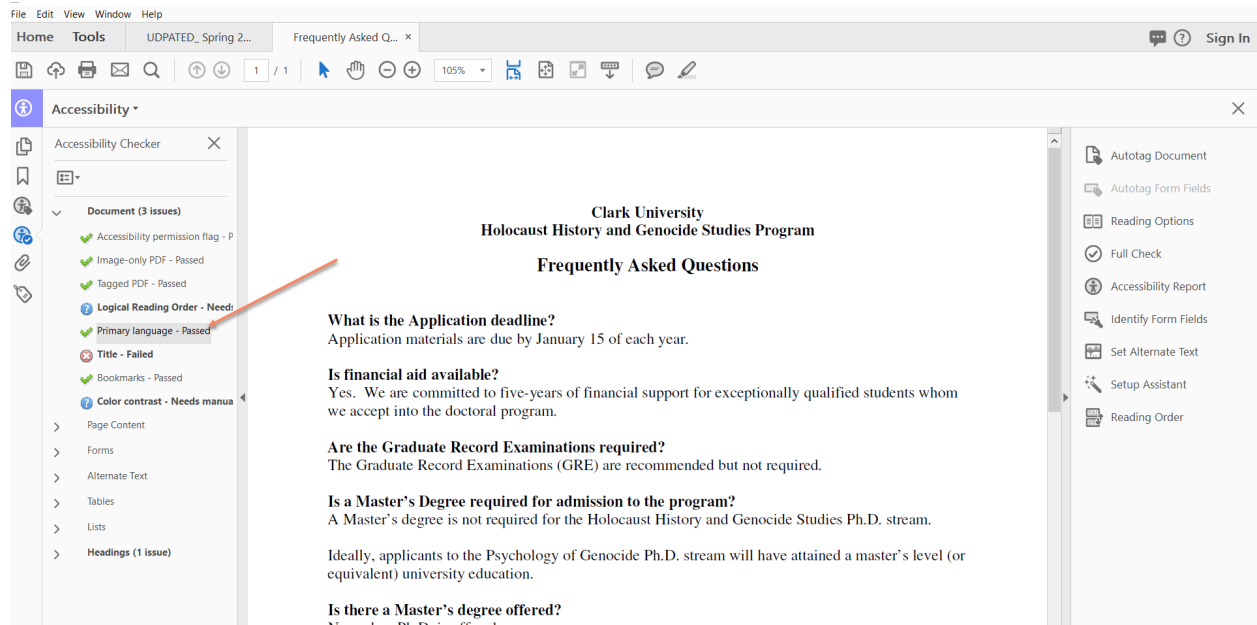 File Edit View Window Help
Home Tools UDPATED_ Spring 2... Frequently Asked Q... × Sign In
1 / 1 105%
Accessibility
Accessibility Checker
Document (3 issues)
Accessibility permission flag - P
Image-only PDF - Passed
Tagged PDF - Passed
Logical Reading Order - Needs
Primary language - Passed
Title - Failed
Bookmarks - Passed
Color contrast - Needs manua
Page Content
Forms
Alternate Text
Tables
Lists
Headings (1 issue)
Clark University
Holocaust History and Genocide Studies Program
Frequently Asked Questions
What is the Application deadline?
Application materials are due by January 15 of each year.
Is financial aid available?
Yes. We are committed to five-years of financial support for exceptionally qualified students whom
we accept into the doctoral program.
Are the Graduate Record Examinations required?
The Graduate Record Examinations (GRE) are recommended but not required.
Is a Master's Degree required for admission to the program?
A Master's degree is not required for the Holocaust History and Genocide Studies Ph.D. stream.
Ideally, applicants to the Psychology of Genocide Ph.D. stream will have attained a master's level (or
equivalent) university education.
Is there a Master's degree offered?
Autotag Document
Autotag Form Fields
Reading Options
Full Check
Accessibility Report
Identify Form Fields
Set Alternate Text
Setup Assistant
Reading Order